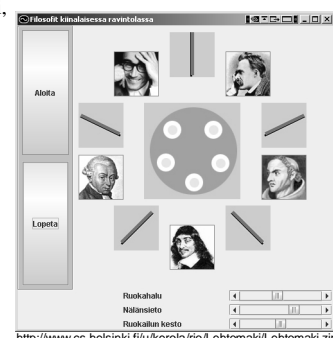 Filosofit kiinalaisessa ravintolassa
Aloita
Lopeta
Ruokahalu
Nälänsieto
Ruokailun kesto